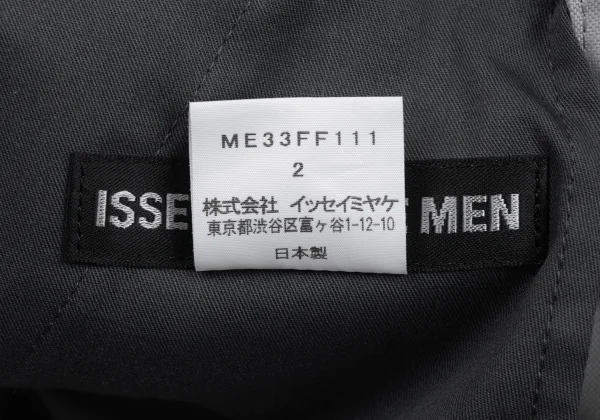 ME33FF111
2
株式会社 イッセイミヤケ
東京都渋谷区富ヶ谷1-12-10
日本製
ISSE
MEN